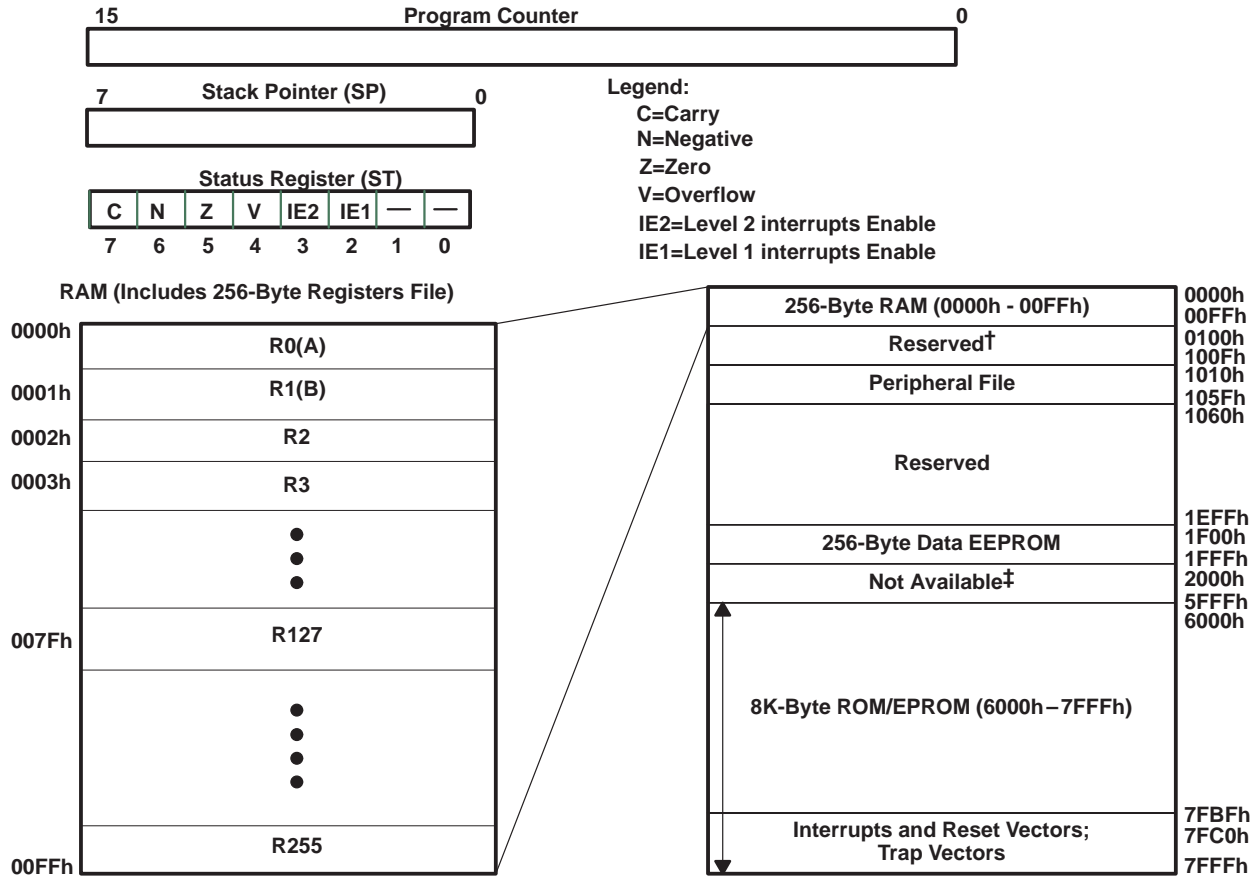 15 Program Counter 0
7 Stack Pointer (SP) 0
Status Register (ST)
C N Z V IE2 IE1 — —
7 6 5 4 3 2 1 0
Legend:
C=Carry
N=Negative
Z=Zero
V=Overflow
IE2=Level 2 interrupts Enable
IE1=Level 1 interrupts Enable
RAM (Includes 256-Byte Registers File)
0000h
R0(A)
0001h
R1(B)
0002h
R2
0003h
R3
007Fh
R127
R255
00FFh
256-Byte RAM (0000h - 00FFh)
0000h
00FFh
Reserved†
0100h
100Fh
Peripheral File
1010h
105Fh
1060h
Reserved
1EFFh
256-Byte Data EEPROM
1F00h
1FFFh
Not Available‡
2000h
5FFFh
6000h
8K-Byte ROM/EPROM (6000h–7FFFh)
7FBFh
Interrupts and Reset Vectors;
7FC0h
Trap Vectors
7FFFh